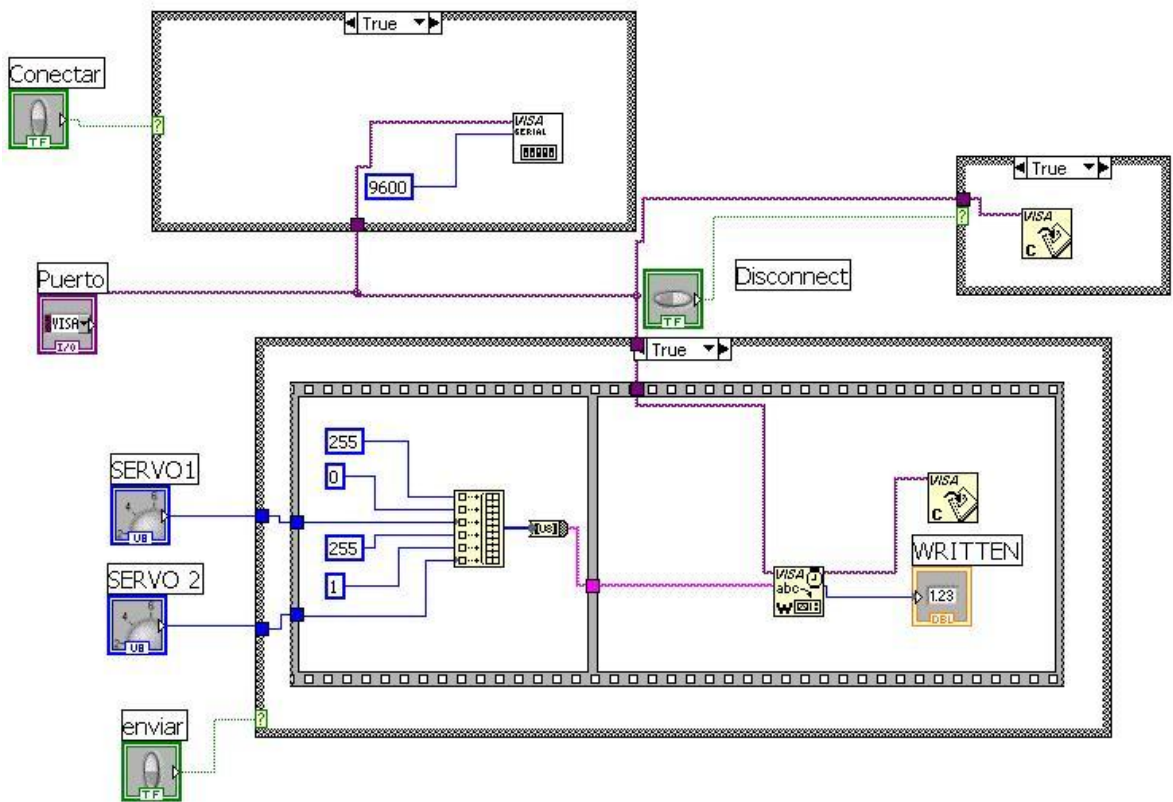 True
Conectar
TF
?
VISA
SERIAL
9600
True
?
VISA
C
Puerto
VISA
I/O
Disconnect
TF
True
255
0
255
1
[U8]
SERVO1
U8
SERVO 2
U8
VISA
C
WRITTEN
1.23
DBL
VISA
abc
W
enviar
TF
?